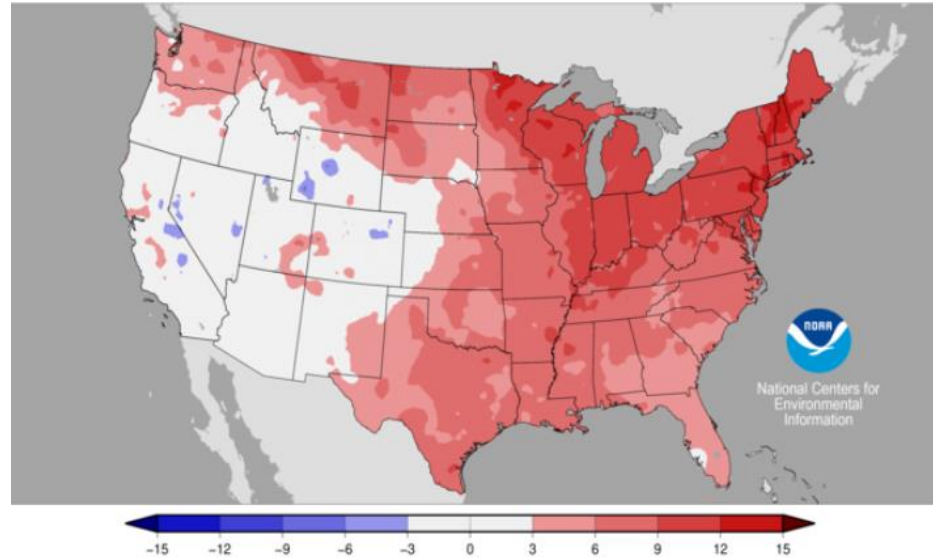 NOAA
National Centers for
Environmental
Information
-15 -12 -9 -6 -3 0 3 6 9 12 15